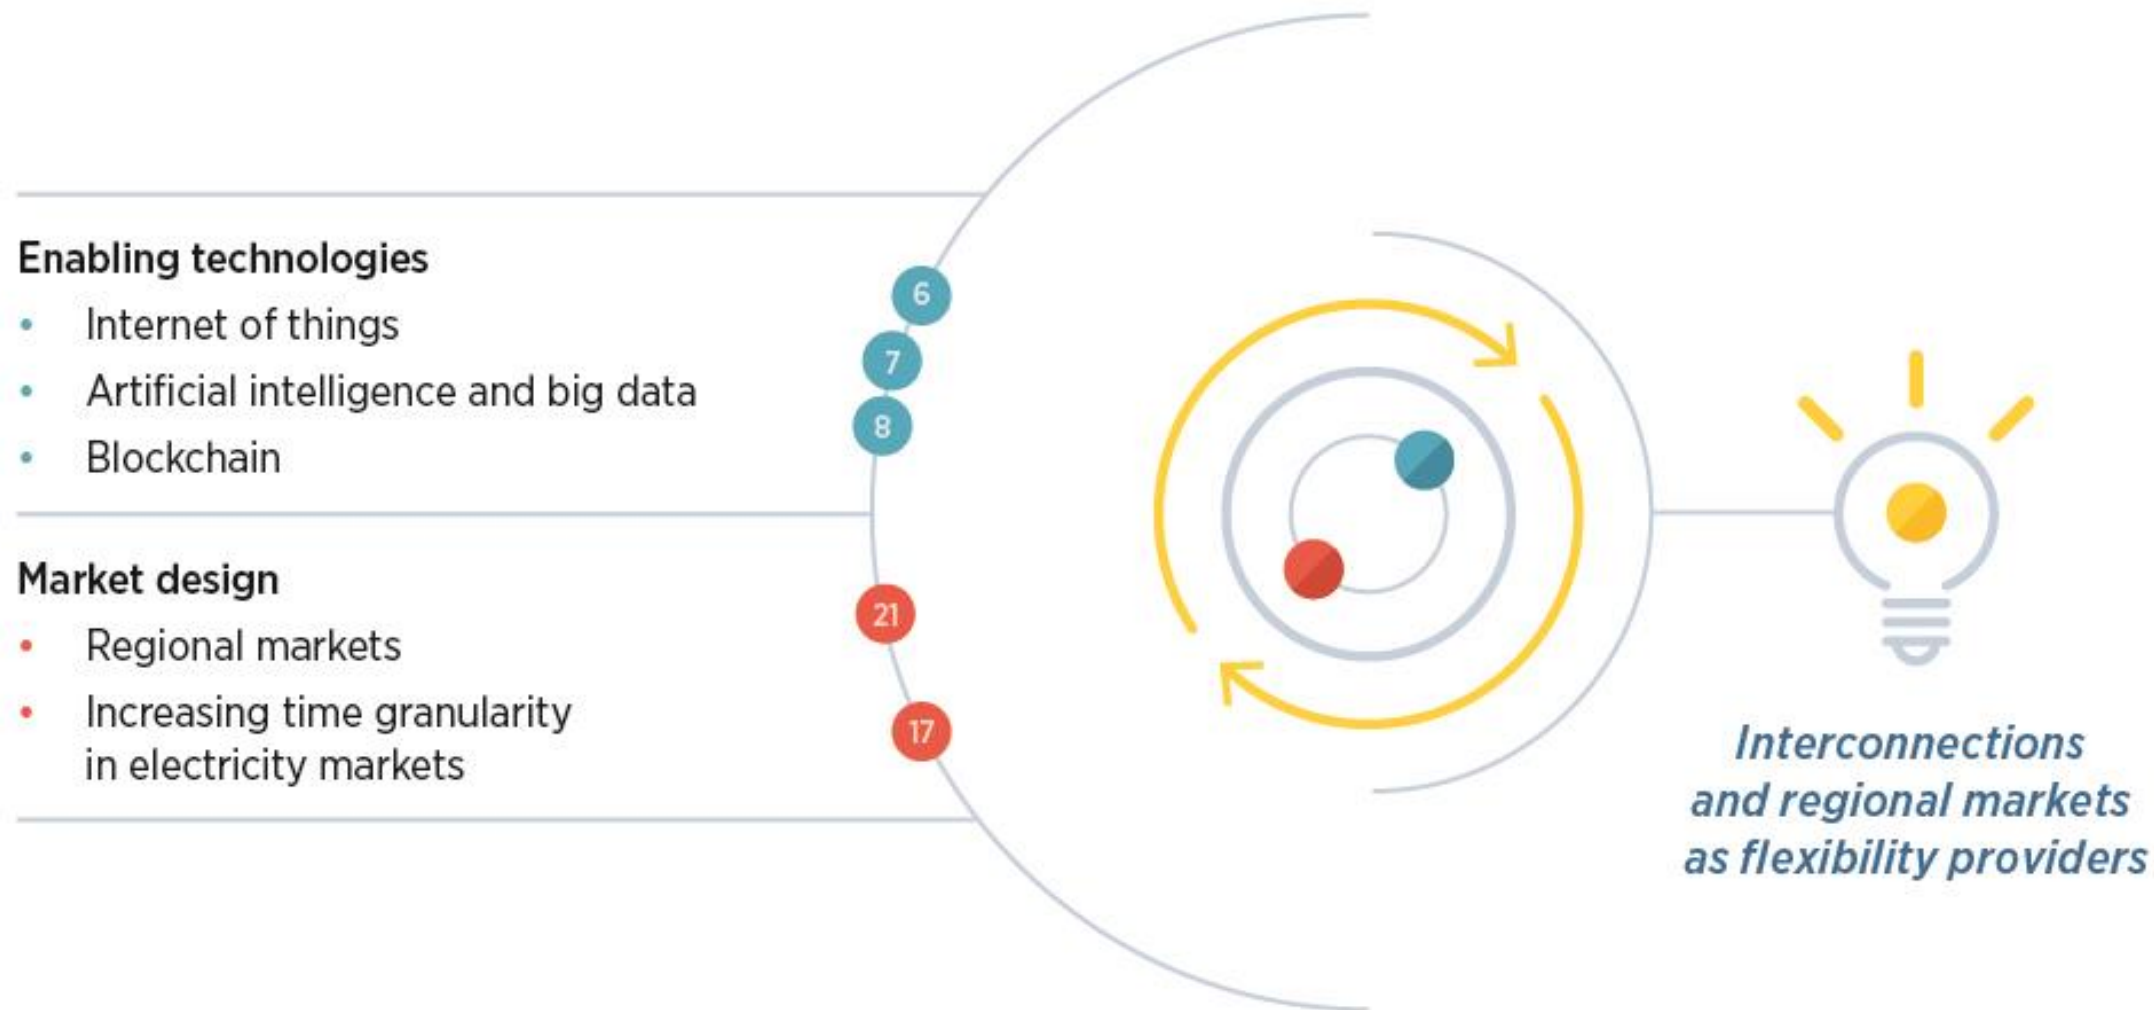 Enabling technologies
6
• Internet of things
7
• Artificial intelligence and big data
8
• Blockchain
Market design
21
• Regional markets
• Increasing time granularity
17
in electricity markets
Interconnections
and regional markets
as flexibility providers